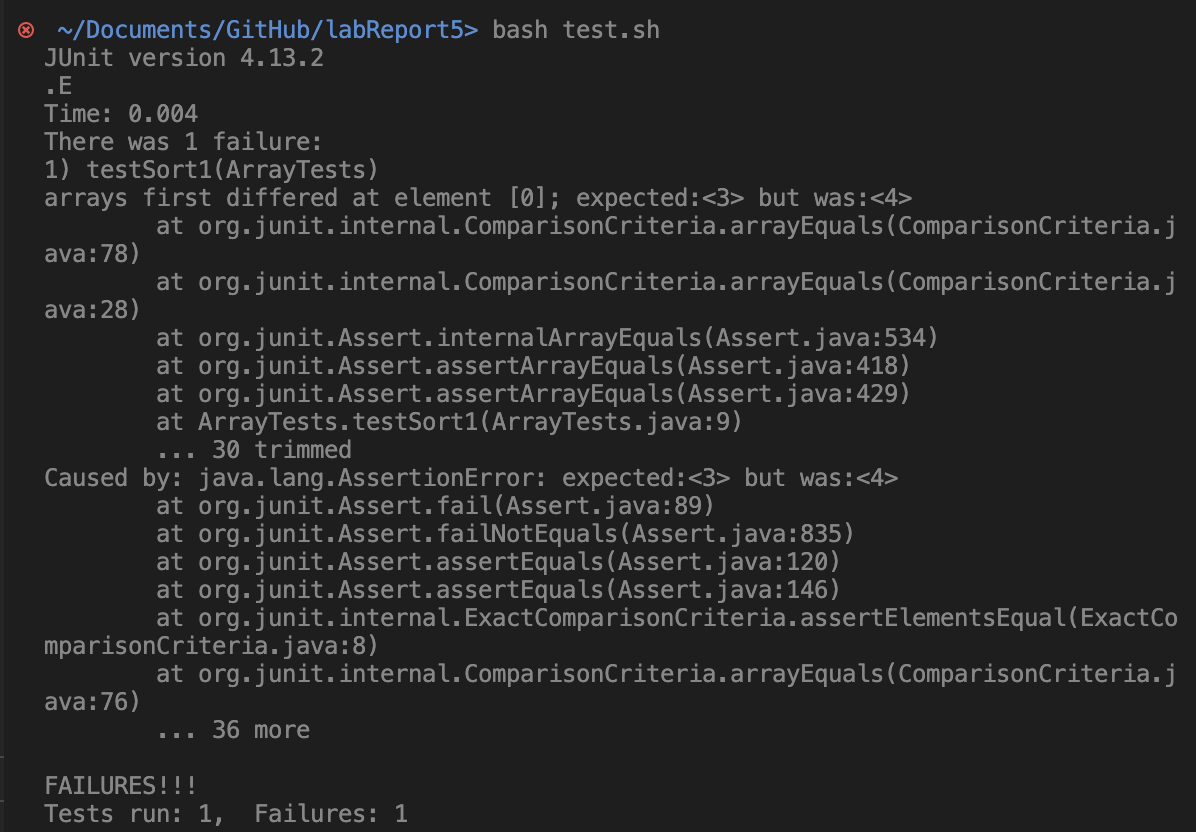 ~/Documents/GitHub/labReport5> bash test.sh
JUnit version 4.13.2
.E
Time: 0.004
There was 1 failure:
1) testSort1(ArrayTests)
arrays first differed at element [0]; expected:<3> but was:<4>
        at org.junit.internal.ComparisonCriteria.arrayEquals(ComparisonCriteria.j
ava:78)
        at org.junit.internal.ComparisonCriteria.arrayEquals(ComparisonCriteria.j
ava:28)
        at org.junit.Assert.internalArrayEquals(Assert.java:534)
        at org.junit.Assert.assertArrayEquals(Assert.java:418)
        at org.junit.Assert.assertArrayEquals(Assert.java:429)
        at ArrayTests.testSort1(ArrayTests.java:9)
        ... 30 trimmed
Caused by: java.lang.AssertionError: expected:<3> but was:<4>
        at org.junit.Assert.fail(Assert.java:89)
        at org.junit.Assert.failNotEquals(Assert.java:835)
        at org.junit.Assert.assertEquals(Assert.java:120)
        at org.junit.Assert.assertEquals(Assert.java:146)
        at org.junit.internal.ExactComparisonCriteria.assertElementsEqual(ExactCo
mparisonCriteria.java:8)
        at org.junit.internal.ComparisonCriteria.arrayEquals(ComparisonCriteria.j
ava:76)
        ... 36 more

FAILURES!!!
Tests run: 1,  Failures: 1